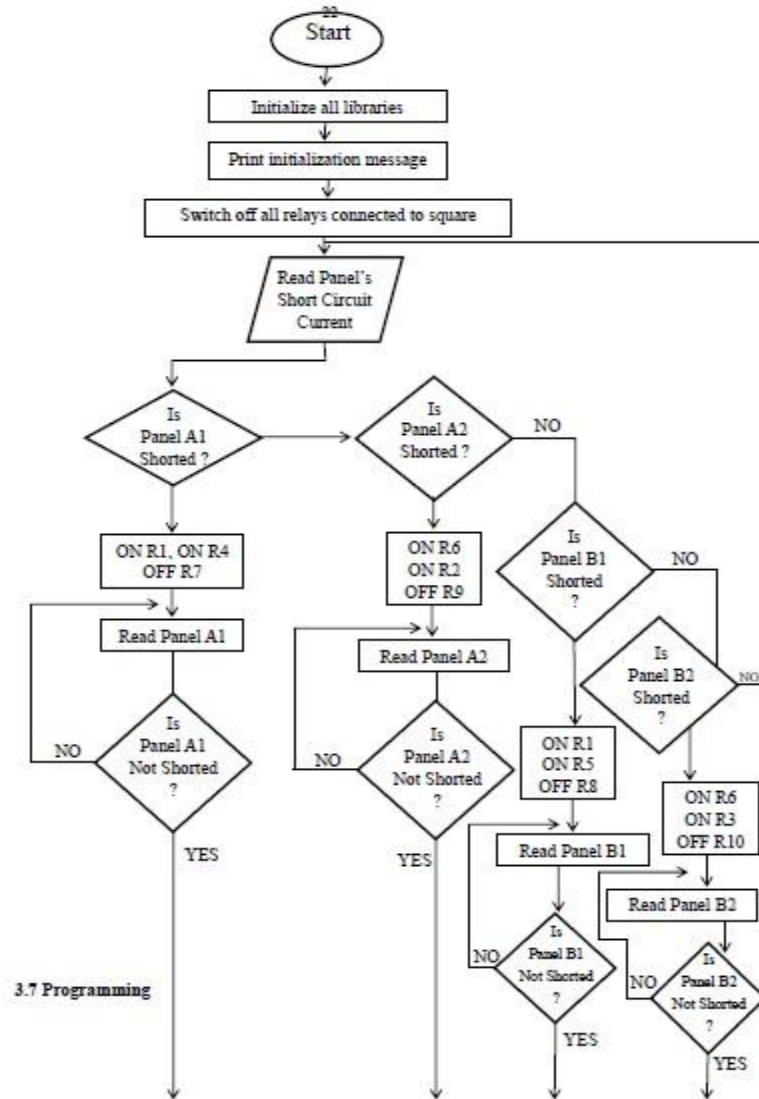 22
Start
Initialize all libraries
Print initialization message
Switch off all relays connected to square
Read Panel's
Short Circuit
Current
Is
Panel A1
Shorted ?
Is
Panel A2
Shorted ?
NO
ON R1, ON R4
OFF R7
ON R6
ON R2
OFF R9
Is
Panel B1
Shorted
?
NO
Read Panel A1
Read Panel A2
Is
Panel B2
Shorted
?
NO
Is
Panel A1
Not Shorted
?
NO
Is
Panel A2
Not Shorted
?
NO
ON R1
ON R5
OFF R8
ON R6
ON R3
OFF R10
YES
YES
Read Panel B1
Read Panel B2
Is
Panel B1
Not Shorted
?
NO
Is
Panel B2
Not Shorted
?
NO
3.7 Programming
YES
YES